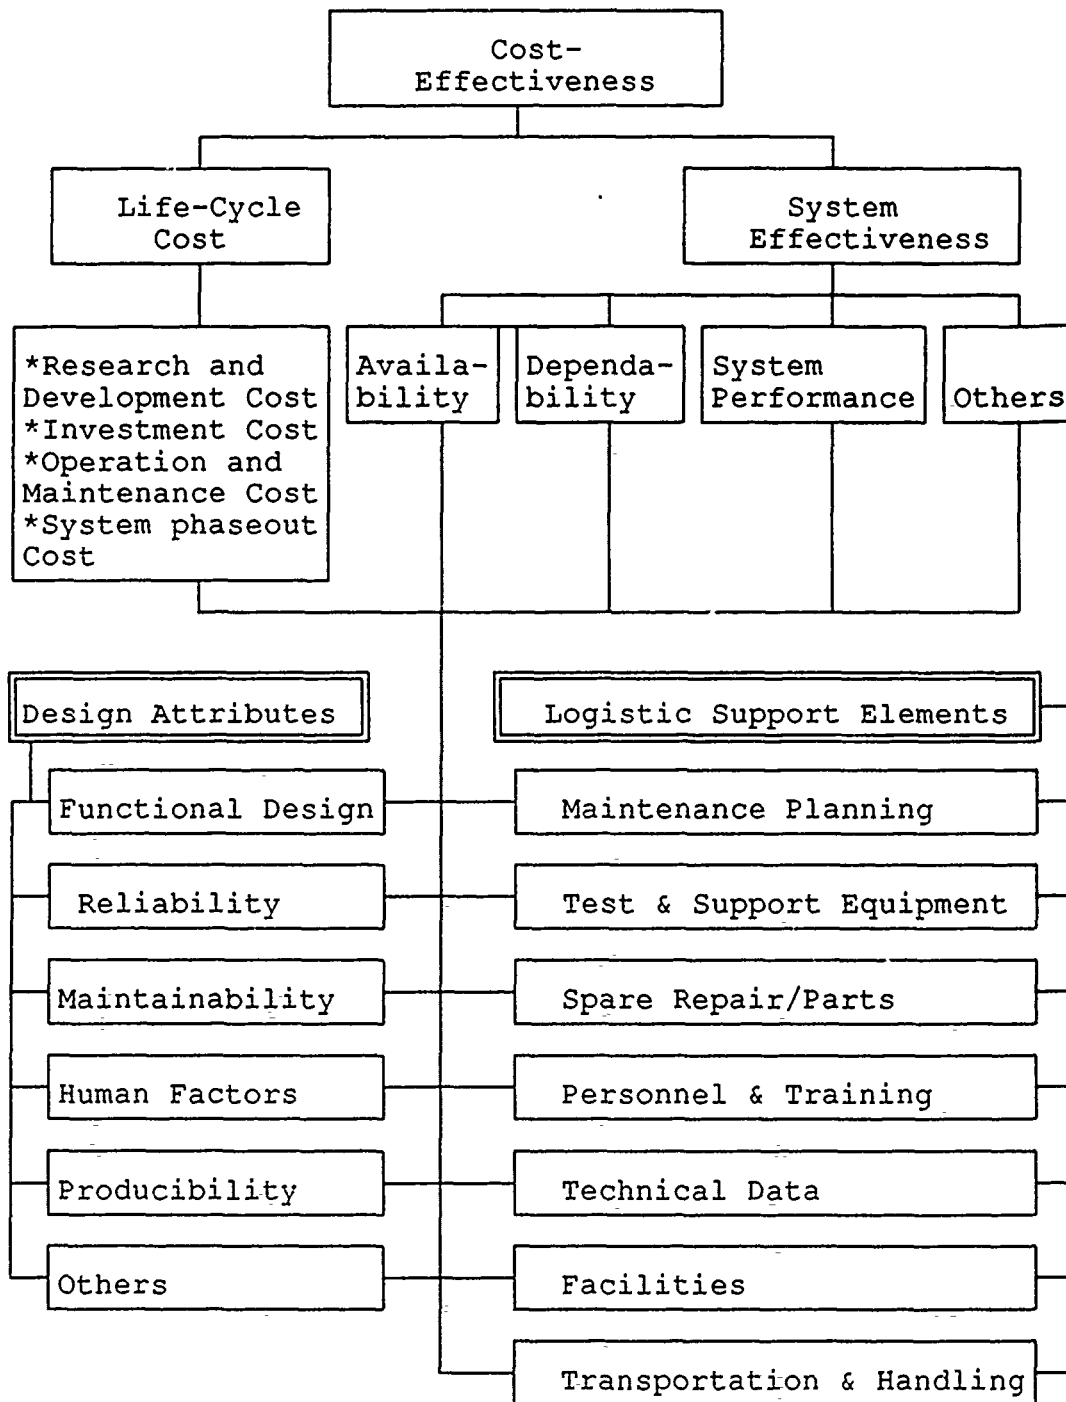 Cost-
Effectiveness
Life-Cycle
Cost
System
Effectiveness
*Research and
Development Cost
*Investment Cost
*Operation and
Maintenance Cost
*System phaseout
Cost
Availa-
bility
Dependa-
bility
System
Performance
Others
Design Attributes
Functional Design
Reliability
Maintainability
Human Factors
Producibility
Others
Logistic Support Elements
Maintenance Planning
Test & Support Equipment
Spare Repair/Parts
Personnel & Training
Technical Data
Facilities
Transportation & Handling